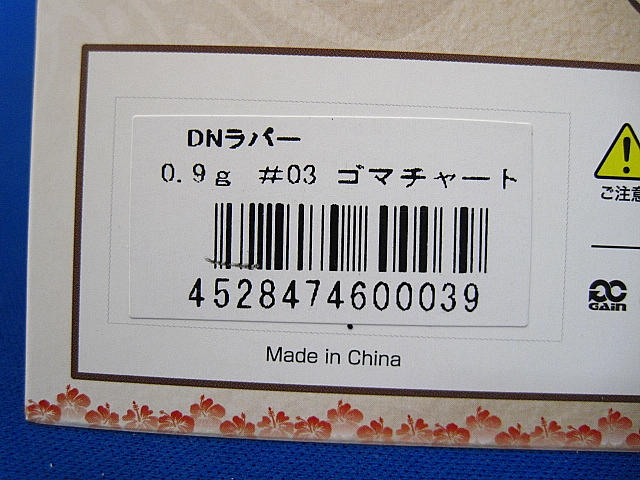 DNラバー
0.9g #03 ゴマチャート
4528474600039
Made in China
ご注意
GAIN